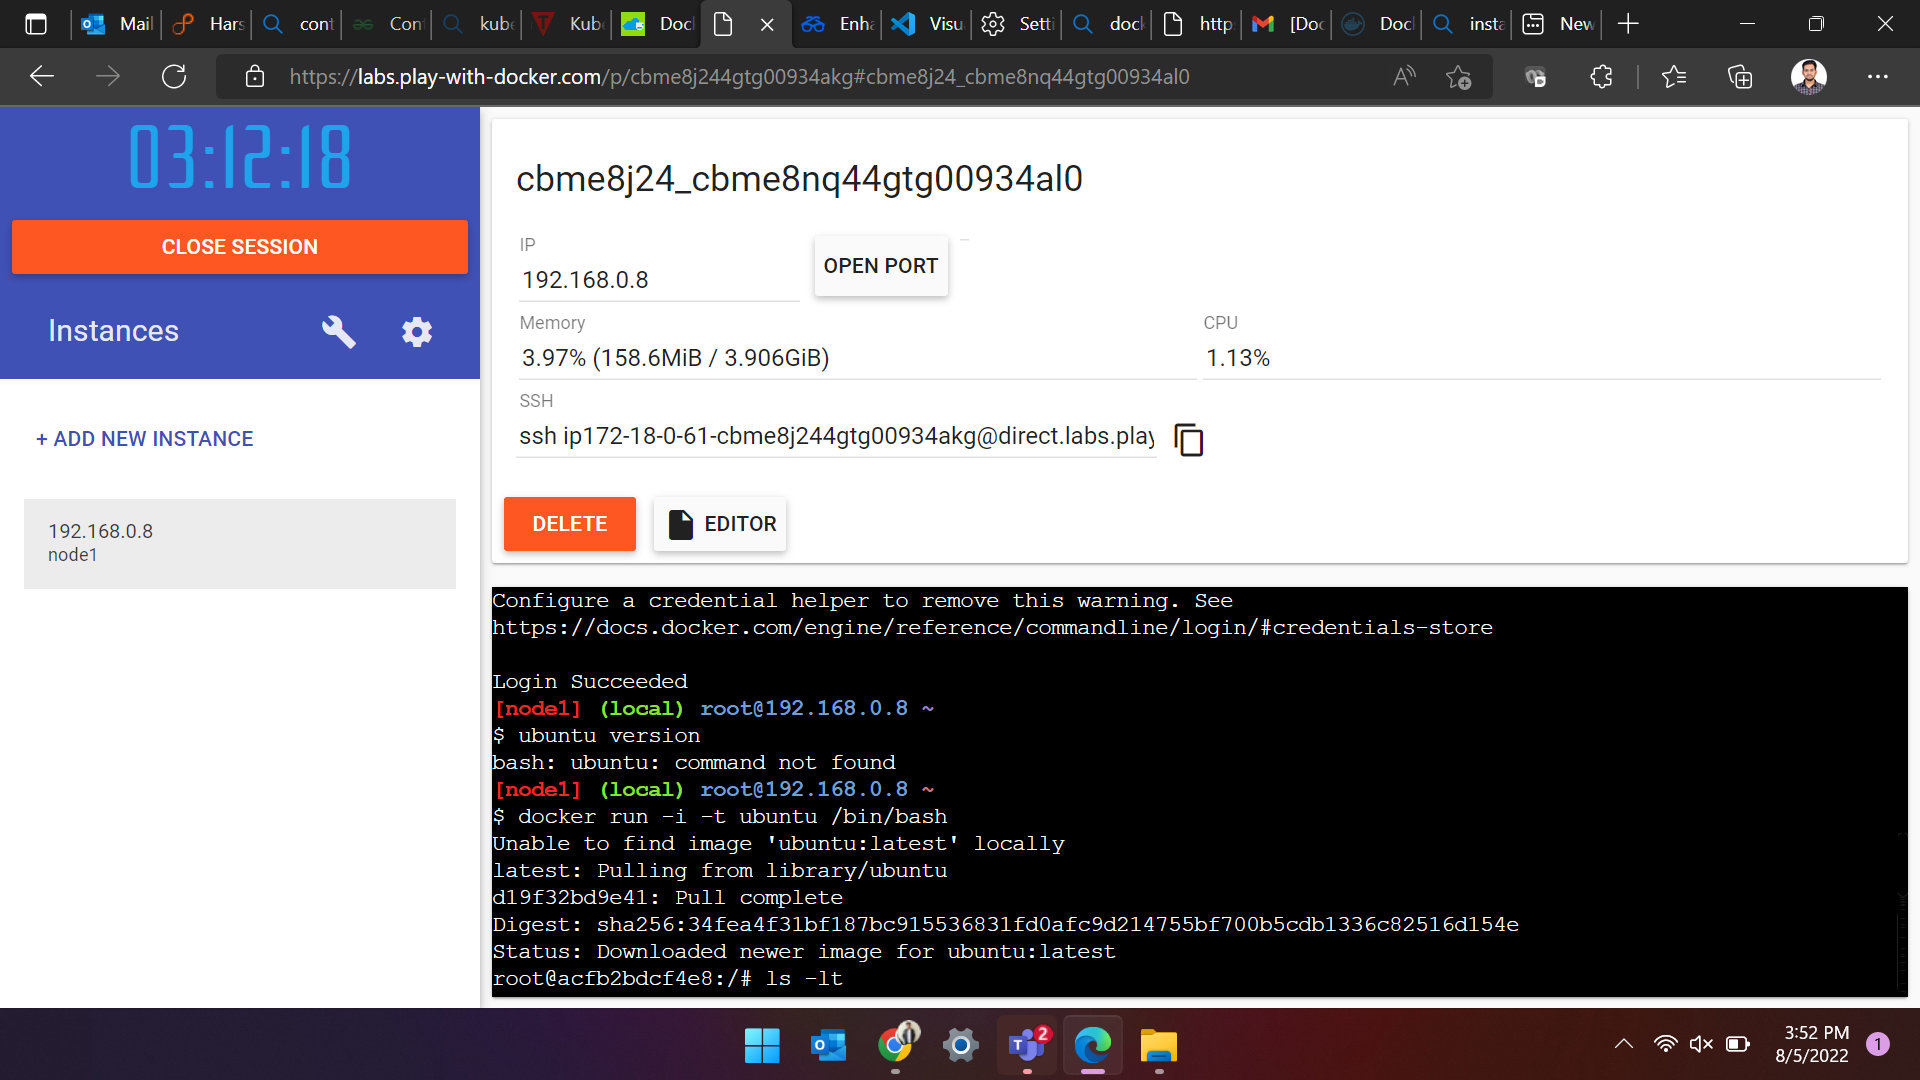 Mail
Hars
cont
Con
kube
Kub
Doc
Enha
Visu
Setti
dock
http
[Doc
Doc
insta
New
https://labs.play-with-docker.com/p/cbme8j244gtg00934akg#cbme8j24_cbme8nq44gtg00934al0
03:12:18
CLOSE SESSION
Instances
+ ADD NEW INSTANCE
192.168.0.8
node1
cbme8j24_cbme8nq44gtg00934al0
IP
192.168.0.8
OPEN PORT
Memory
3.97% (158.6MiB / 3.906GiB)
CPU
1.13%
SSH
ssh ip172-18-0-61-cbme8j244gtg00934akg@direct.labs.play
DELETE
EDITOR
Configure a credential helper to remove this warning. See
https://docs.docker.com/engine/reference/commandline/login/#credentials-store
Login Succeeded
[node1] (local) root@192.168.0.8 ~
$ ubuntu version
bash: ubuntu: command not found
[node1] (local) root@192.168.0.8 ~
$ docker run -i -t ubuntu /bin/bash
Unable to find image 'ubuntu:latest' locally
latest: Pulling from library/ubuntu
d19f32bd9e41: Pull complete
Digest: sha256:34fea4f31bf187bc915536831fd0afc9d214755bf700b5cdb1336c82516d154e
Status: Downloaded newer image for ubuntu:latest
root@acfb2bdcf4e8:/# ls -lt
2
3:52 PM
8/5/2022
1